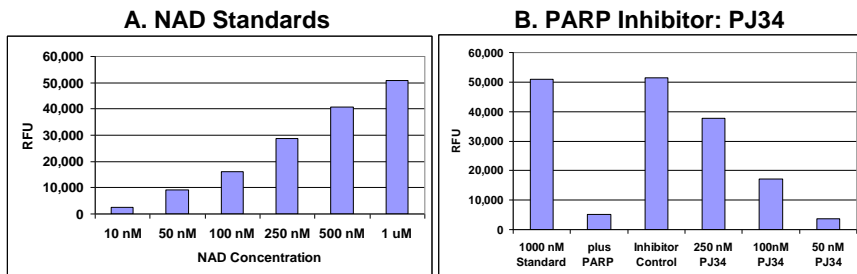 A. NAD Standards
60,000
50,000
40,000
30,000
20,000
10,000
0
RFU
10 nM 50 nM 100 nM 250 nM 500 nM 1 uM
NAD Concentration
B. PARP Inhibitor: PJ34
60,000
50,000
40,000
30,000
20,000
10,000
0
RFU
1000 nM plus Inhibitor 250 nM 100nM 50 nM
Standard PARP Control PJ34 PJ34 PJ34